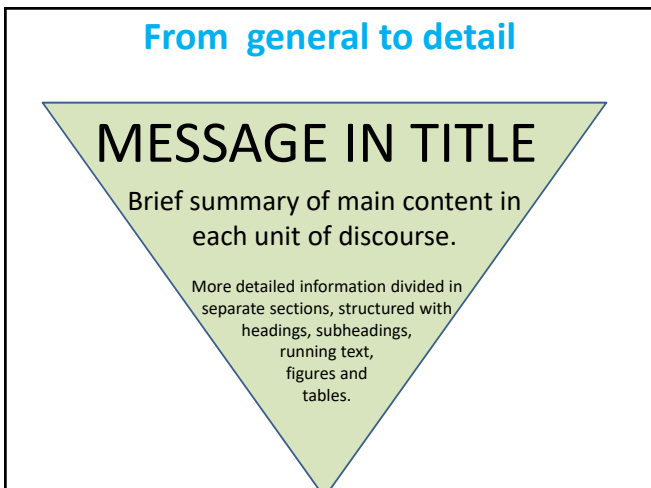 From general to detail
MESSAGE IN TITLE
Brief summary of main content in
each unit of discourse.
More detailed information divided in
separate sections, structured with
headings, subheadings,
running text,
figures and
tables.